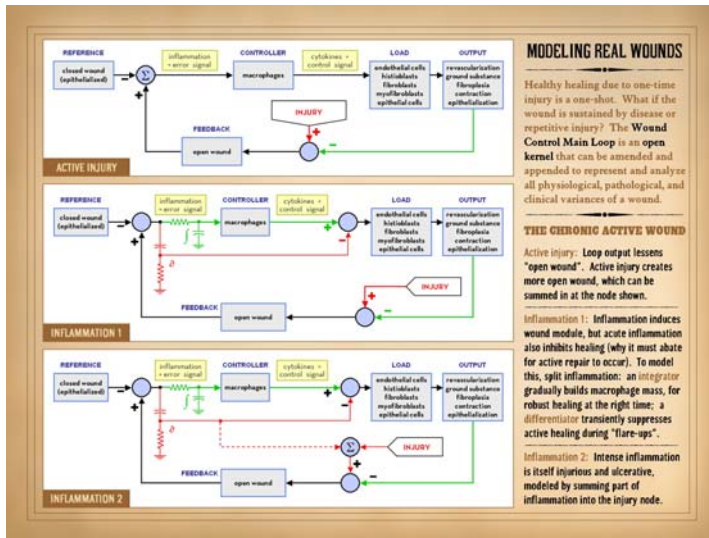 REFERENCE
closed wound
(epithelialized)
−
Σ
+
inflammation
= error signal
CONTROLLER
macrophages
cytokines =
control signal
LOAD
endothelial cells
histioblasts
fibroblasts
myofibroblasts
epithelial cells
OUTPUT
revascularization
ground substance
fibroplasia
contraction
epithelialization
INJURY
+
−
FEEDBACK
open wound
ACTIVE INJURY
REFERENCE
closed wound
(epithelialized)
−
+
inflammation
= error signal
∫
∂
CONTROLLER
macrophages
cytokines =
control signal
+
−
LOAD
endothelial cells
histioblasts
fibroblasts
myofibroblasts
epithelial cells
OUTPUT
revascularization
ground substance
fibroplasia
contraction
epithelialization
INJURY
+
−
FEEDBACK
open wound
INFLAMMATION 1
REFERENCE
closed wound
(epithelialized)
−
+
inflammation
= error signal
∫
∂
CONTROLLER
macrophages
cytokines =
control signal
+
−
LOAD
endothelial cells
histioblasts
fibroblasts
myofibroblasts
epithelial cells
OUTPUT
revascularization
ground substance
fibroplasia
contraction
epithelialization
Σ
INJURY
+
−
FEEDBACK
open wound
INFLAMMATION 2
MODELING REAL WOUNDS
Healthy healing due to one-time
injury is a one-shot. What if the
wound is sustained by disease or
repetitive injury? The Wound
Control Main Loop is an open
kernel that can be amended and
appended to represent and analyze
all physiological, pathological, and
clinical variances of a wound.
THE CHRONIC ACTIVE WOUND
Active injury: Loop output lessens
"open wound". Active injury creates
more open wound, which can be
summed in at the node shown.
Inflammation 1: Inflammation induces
wound module, but acute inflammation
also inhibits healing (why it must abate
for active repair to occur). To model
this, split inflammation: an integrator
gradually builds macrophage mass, for
robust healing at the right time; a
differentiator transiently suppresses
active healing during "flare-ups".
Inflammation 2: Intense inflammation
is itself injurious and ulcerative,
modeled by summing part of
inflammation into the injury node.